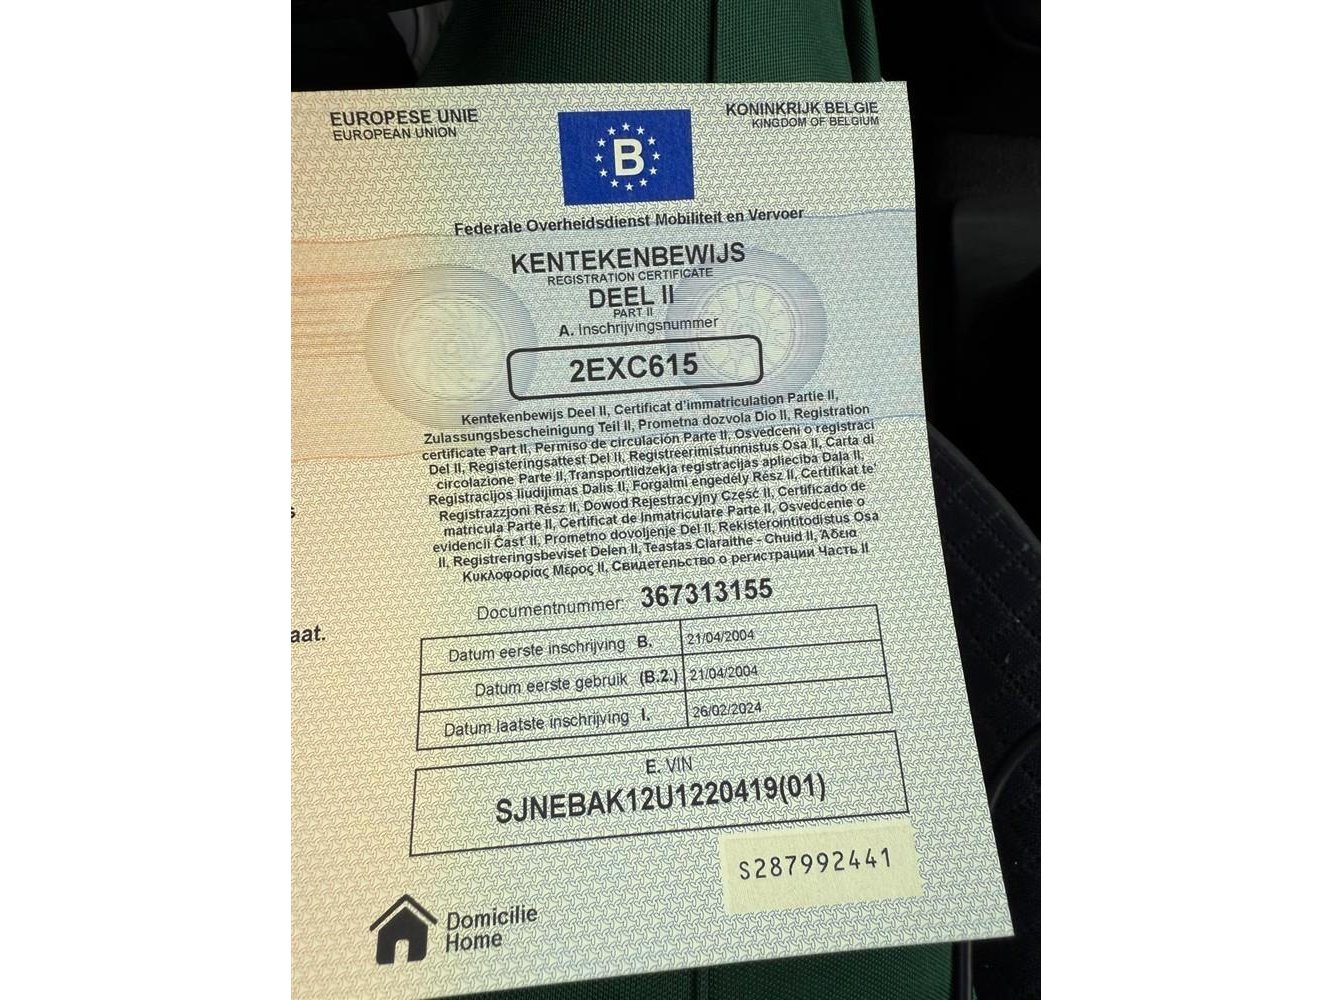 EUROPESE UNIE
EUROPEAN UNION
KONINKRIJK BELGIE
KINGDOM OF BELGIUM
B
Federale Overheidsdienst Mobiliteit en Vervoer
KENTEKENBEWIJS
REGISTRATION CERTIFICATE
DEEL II
PART II
A. Inschrijvingsnummer
2EXC615
Kentekenbewijs Deel II, Certificat d'immatriculation Partie II,
Zulassungsbescheinigung Teil II, Prometna dozvola Dio II, Registration
certificate Part II, Permiso de circulación Parte II, Osvedceni o registraci
Del II, Registeringsattest Del II, Registreerimistunnistus Osa II, Carta di
circolazione Parte II, Transportlidzekja registracijas aplieciba Dala II,
Registracijos liudijimas Dalis II, Forgalmi engedély Rész II, Certifikat te'
Registrazzjoni Rész II, Dowod Rejestracyjny Część II, Certificado de
matricula Parte II, Certificat de Inmatriculare Partea II, Osvedcenie o
evidencii Cast' II, Prometno dovoljenje Del II, Rekisterointitodistus Osa
II, Registreringsbeviset Delen II, Teastas Claraithe - Chuid II, Άδεια
Κυκλοφορίας Μέρος II, Свидетельство о регистрации Часть II
s
aat.
Documentnummer: 367313155
Datum eerste inschrijving B. 21/04/2004
Datum eerste gebruik (B.2.) 21/04/2004
Datum laatste inschrijving I. 26/02/2024
E. VIN
SJNEBAK12U1220419(01)
S287992441
Domicilie
Home